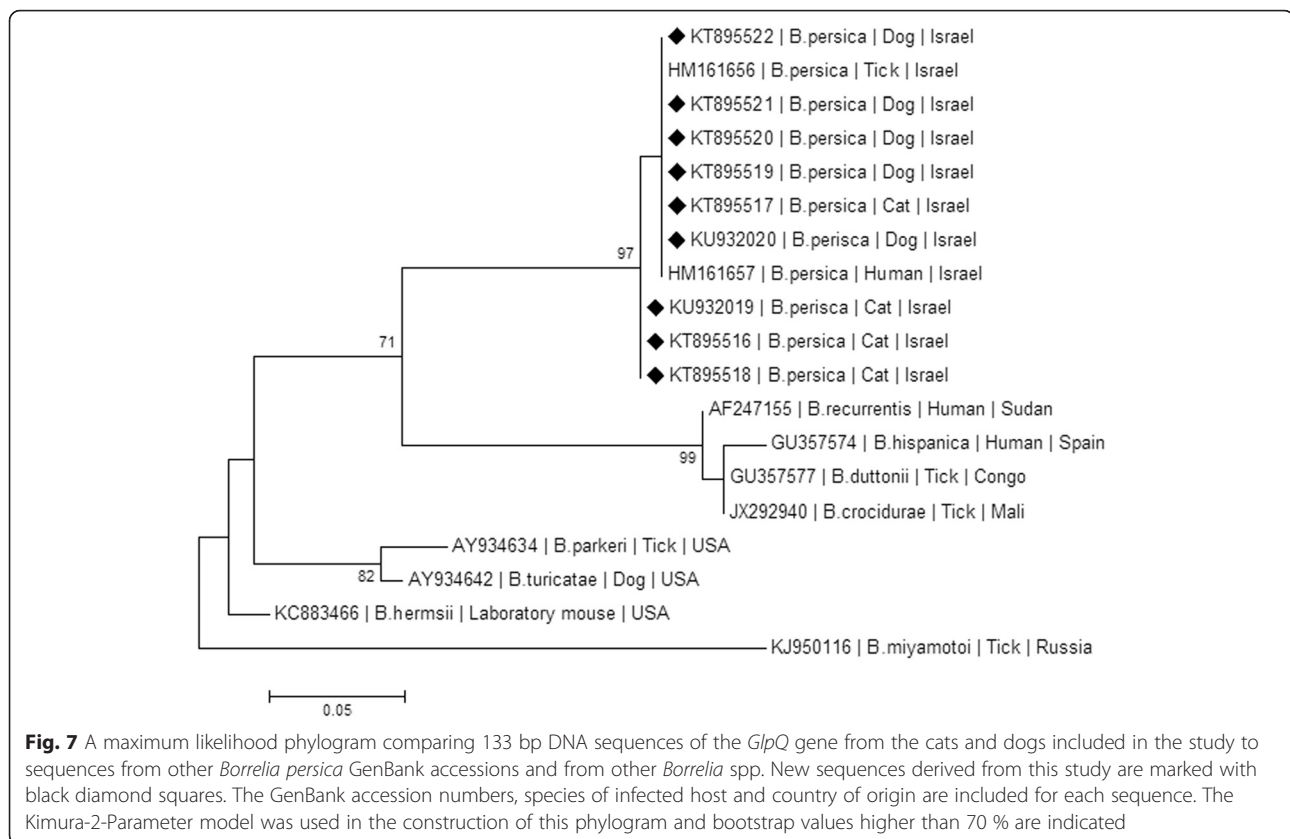 ◆ KT895522 | B.persica | Dog | Israel
HM161656 | B.persica | Tick | Israel
◆ KT895521 | B.persica | Dog | Israel
◆ KT895520 | B.persica | Dog | Israel
◆ KT895519 | B.persica | Dog | Israel
◆ KT895517 | B.persica | Cat | Israel
◆ KU932020 | B.perisca | Dog | Israel
97
HM161657 | B.persica | Human | Israel
◆ KU932019 | B.perisca | Cat | Israel
71
◆ KT895516 | B.persica | Cat | Israel
◆ KT895518 | B.persica | Cat | Israel
AF247155 | B.recurrentis | Human | Sudan
GU357574 | B.hispanica | Human | Spain
99
GU357577 | B.duttonii | Tick | Congo
JX292940 | B.crocidurae | Tick | Mali
AY934634 | B.parkeri | Tick | USA
82
AY934642 | B.turicatae | Dog | USA
KC883466 | B.hermsii | Laboratory mouse | USA
KJ950116 | B.miyamotoi | Tick | Russia
0.05
Fig. 7 A maximum likelihood phylogram comparing 133 bp DNA sequences of the GlpQ gene from the cats and dogs included in the study to
sequences from other Borrelia persica GenBank accessions and from other Borrelia spp. New sequences derived from this study are marked with
black diamond squares. The GenBank accession numbers, species of infected host and country of origin are included for each sequence. The
Kimura-2-Parameter model was used in the construction of this phylogram and bootstrap values higher than 70 % are indicated